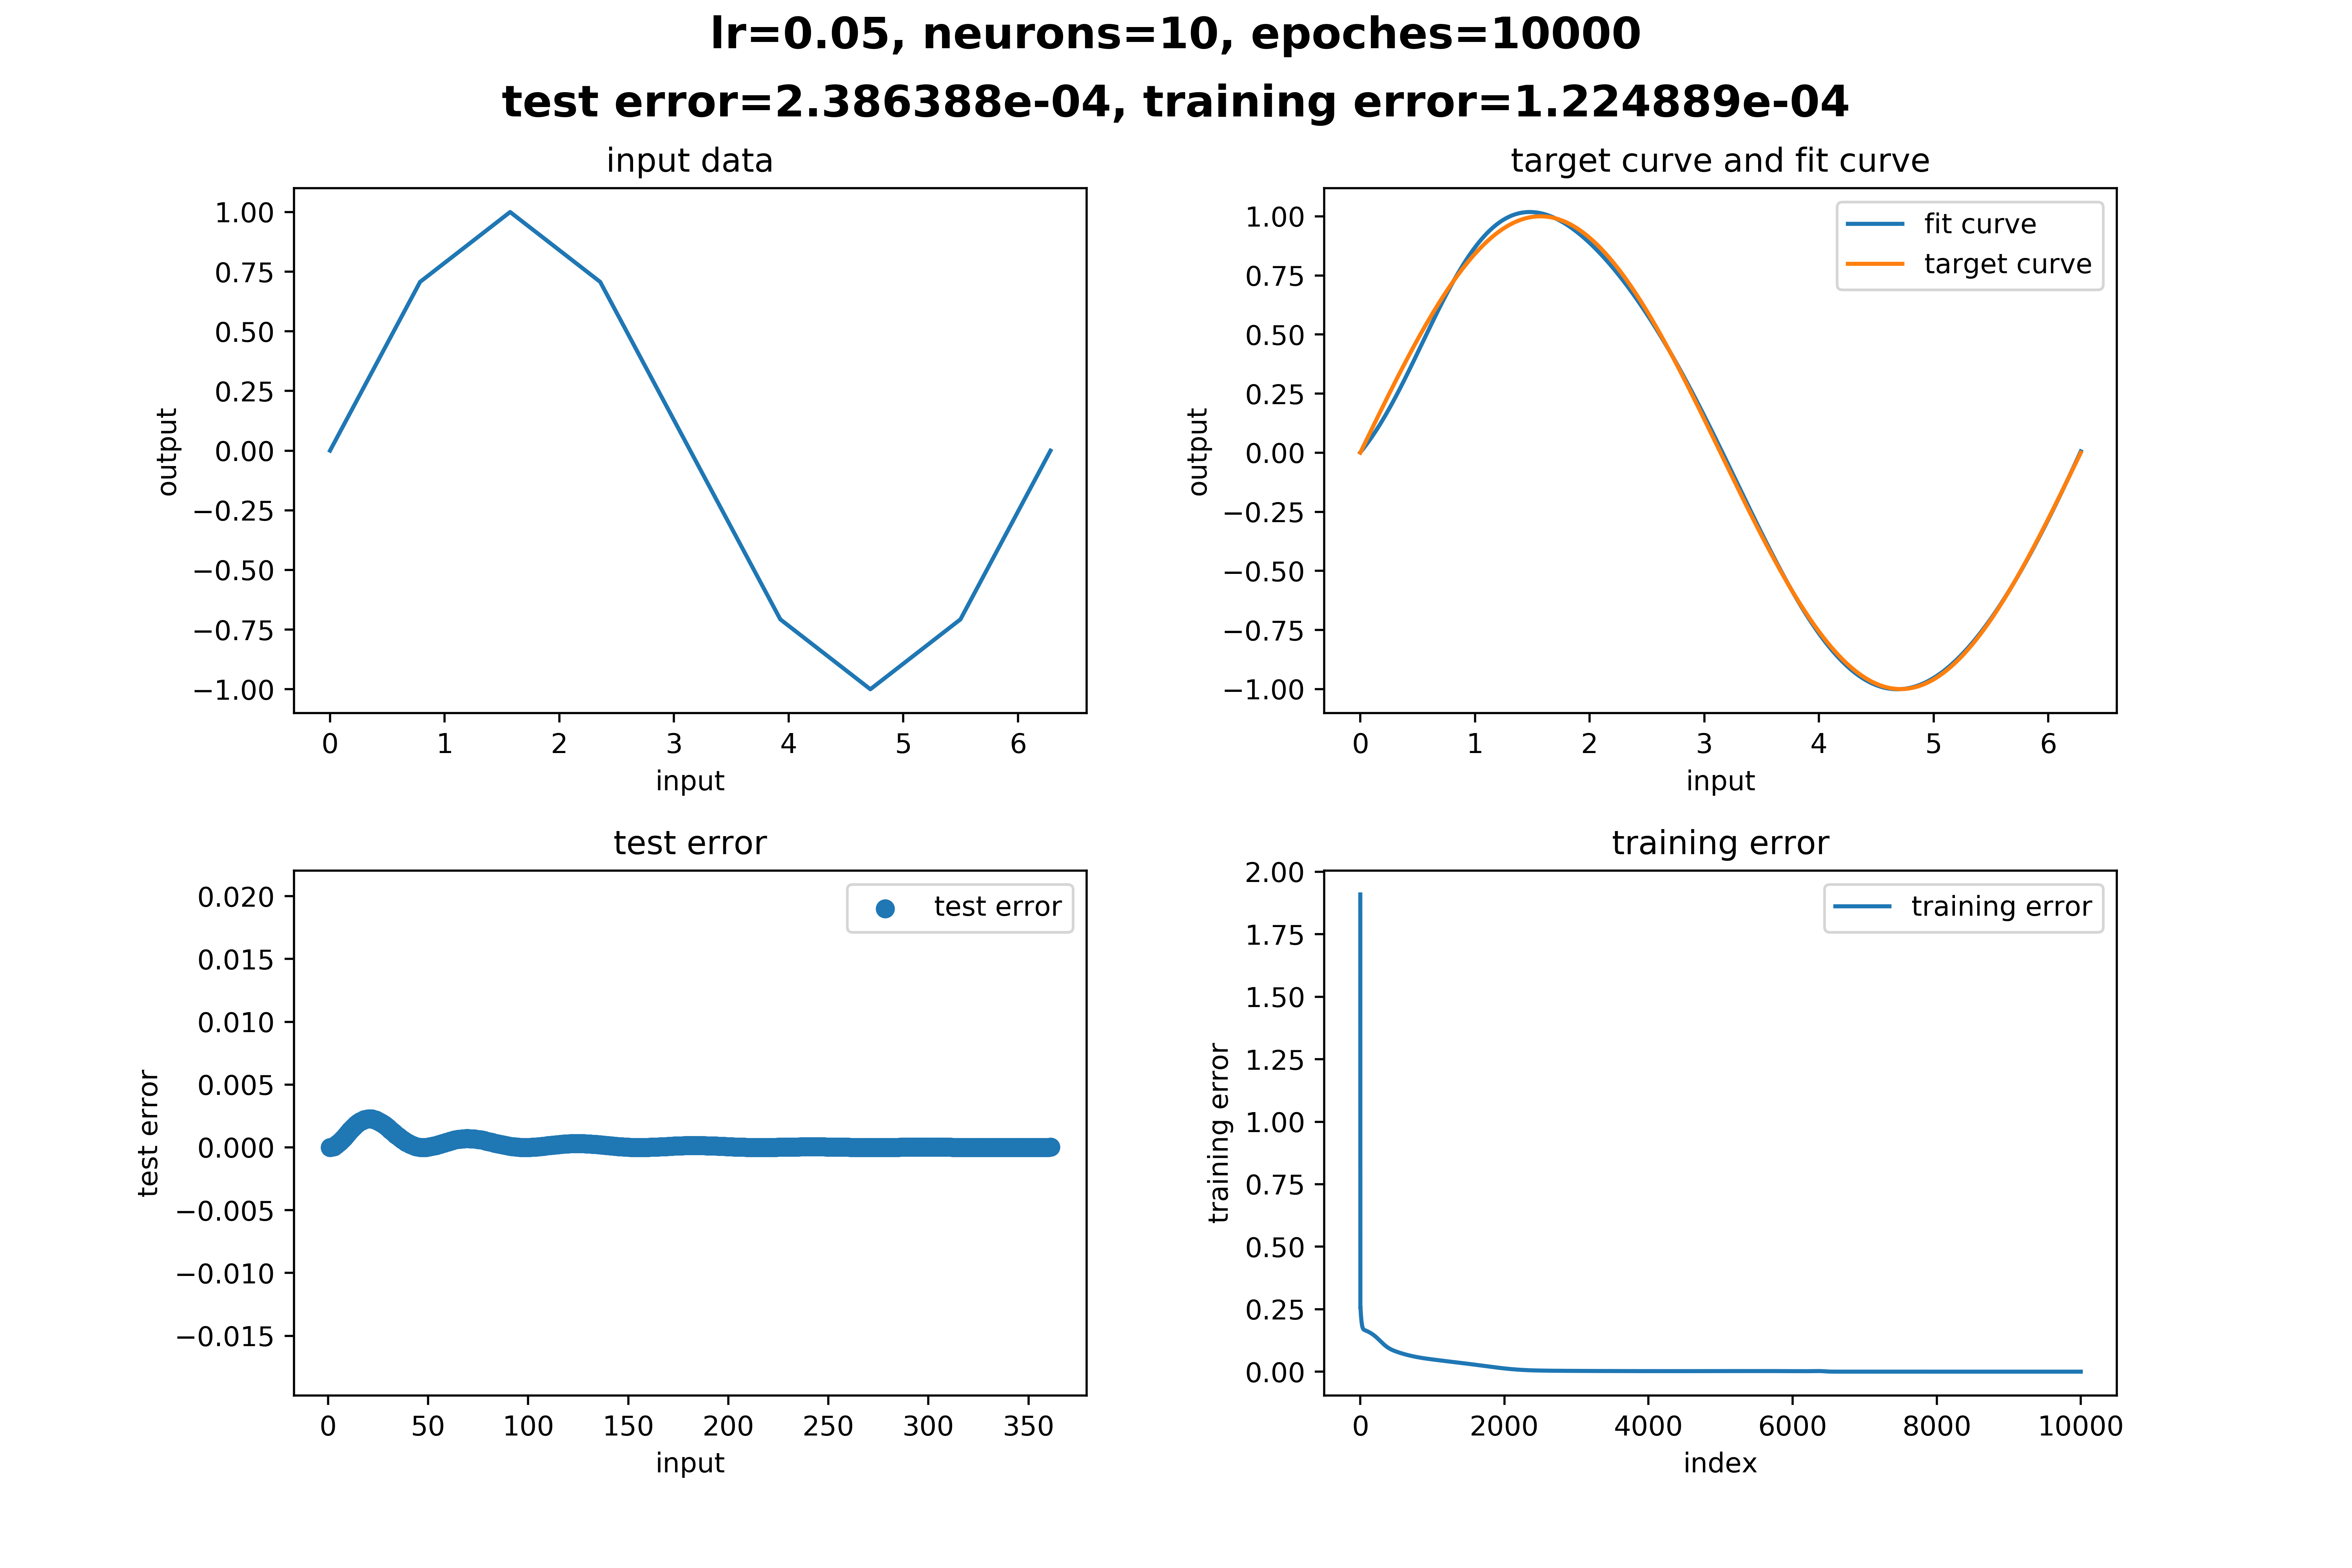 lr=0.05, neurons=10, epoches=10000
test error=2.386388e-04, training error=1.224889e-04
input data
1.00
0.75
0.50
0.25
0.00
−0.25
−0.50
−0.75
−1.00
output
0 1 2 3 4 5 6
input
target curve and fit curve
fit curve
target curve
1.00
0.75
0.50
0.25
0.00
−0.25
−0.50
−0.75
−1.00
output
0 1 2 3 4 5 6
input
test error
test error
0.020
0.015
0.010
0.005
0.000
−0.005
−0.010
−0.015
test error
0 50 100 150 200 250 300 350
input
training error
training error
2.00
1.75
1.50
1.25
1.00
0.75
0.50
0.25
0.00
training error
0 2000 4000 6000 8000 10000
index